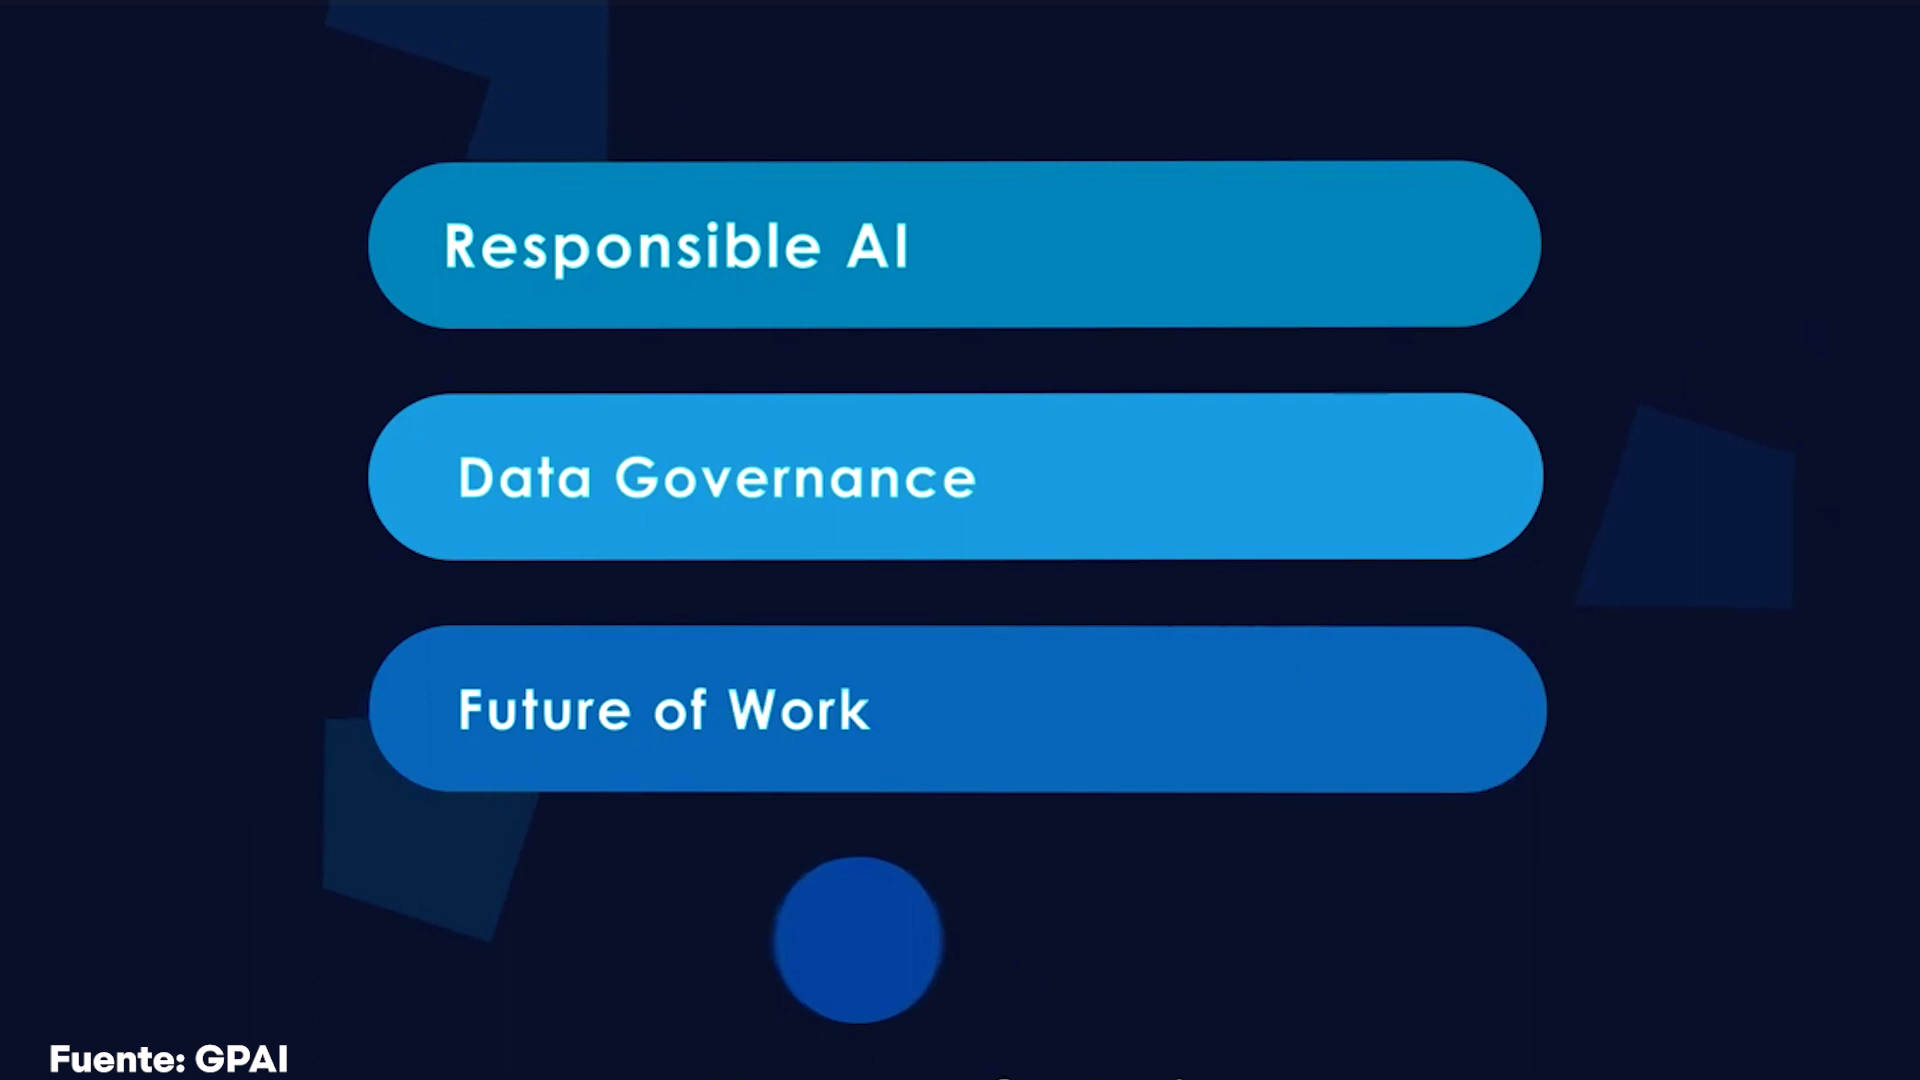 Responsible AI
Data Governance
Future of Work
Fuente: GPAI